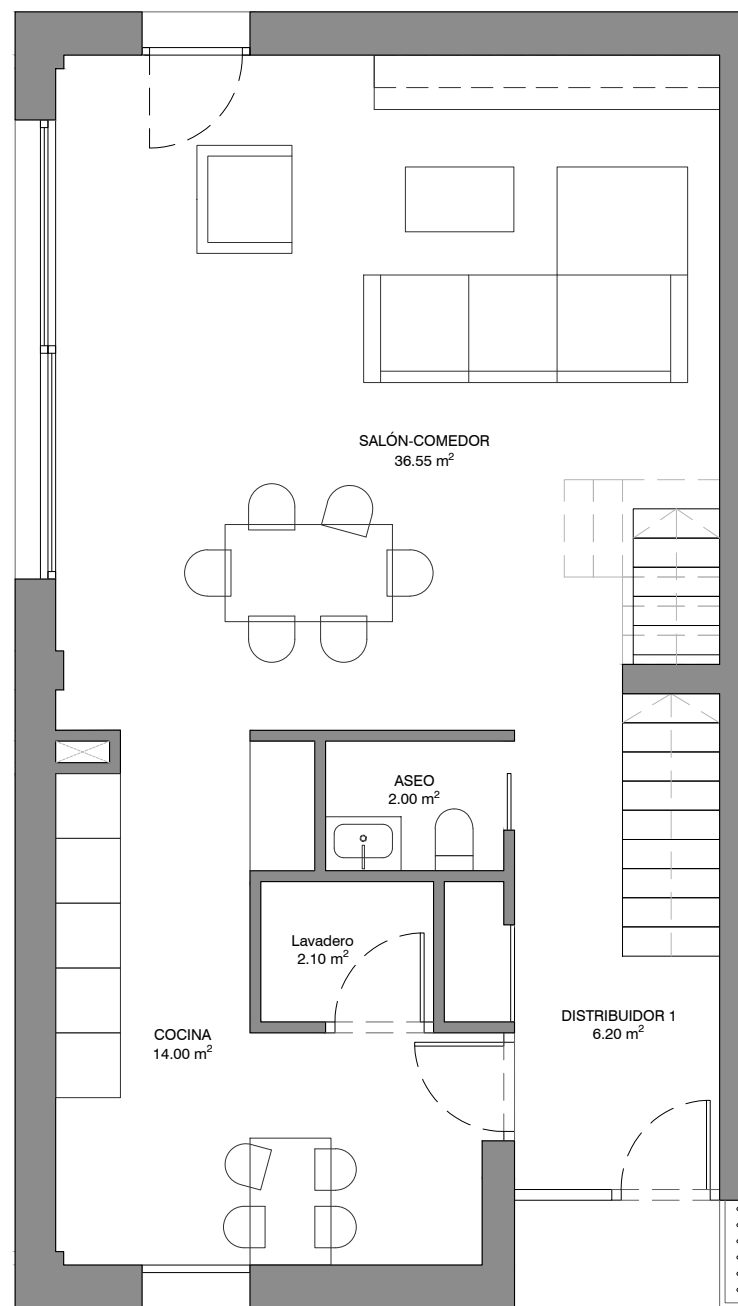 SALÓN-COMEDOR
36.55 m²
ASEO
2.00 m²
Lavadero
2.10 m²
DISTRIBUIDOR 1
6.20 m²
COCINA
14.00 m²